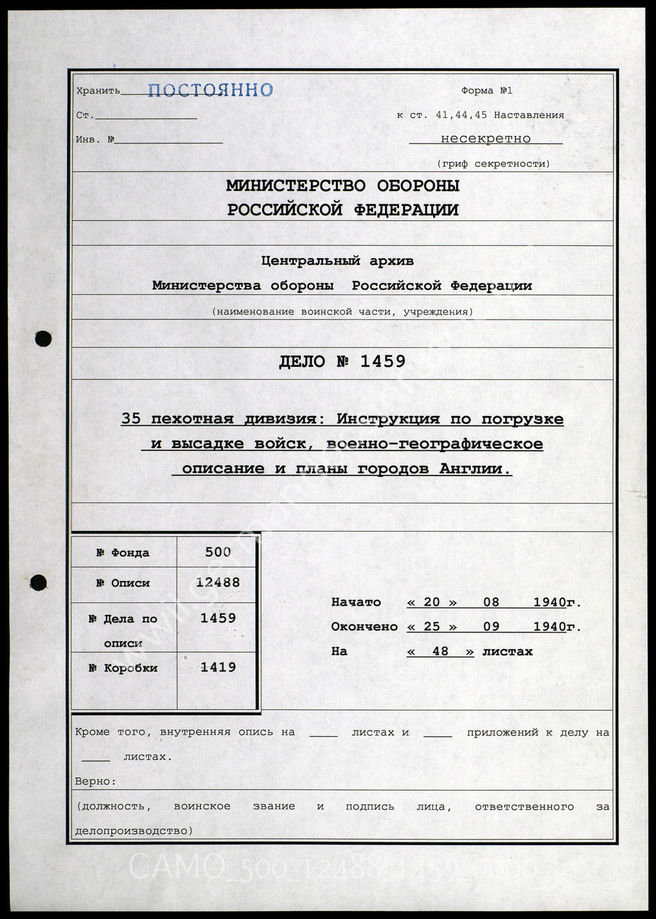 Хранить ПОСТОЯННО
Форма №1
Ст.
к ст. 41,44,45 Наставления
Инв. №
несекретно
(гриф секретности)
МИНИСТЕРСТВО ОБОРОНЫ
РОССИЙСКОЙ ФЕДЕРАЦИИ
Центральный архив
Министерства обороны Российской Федерации
(наименование воинской части, учреждения)
ДЕЛО № 1459
35 пехотная дивизия: Инструкция по погрузке
и высадке войск, военно-географическое
описание и планы городов Англии.
№ Фонда 500
№ Описи 12488
№ Дела по описи 1459
№ Коробки 1419
Начато « 20 » 08 1940г.
Окончено « 25 » 09 1940г.
На « 48 » листах
Кроме того, внутренняя опись на ____ листах и ____ приложений к делу на
____ листах.
Верно:
(должность, воинское звание и подпись лица, ответственного за
делопроизводство)
САМО_500_12488_1459_0000